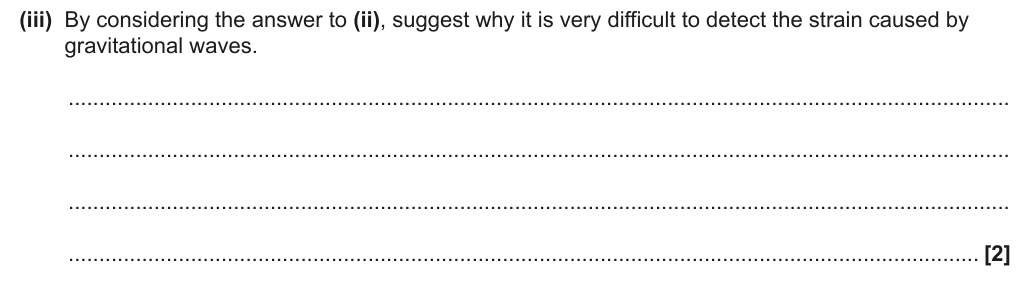 (iii) By considering the answer to (ii), suggest why it is very difficult to detect the strain caused by
gravitational waves.
[2]